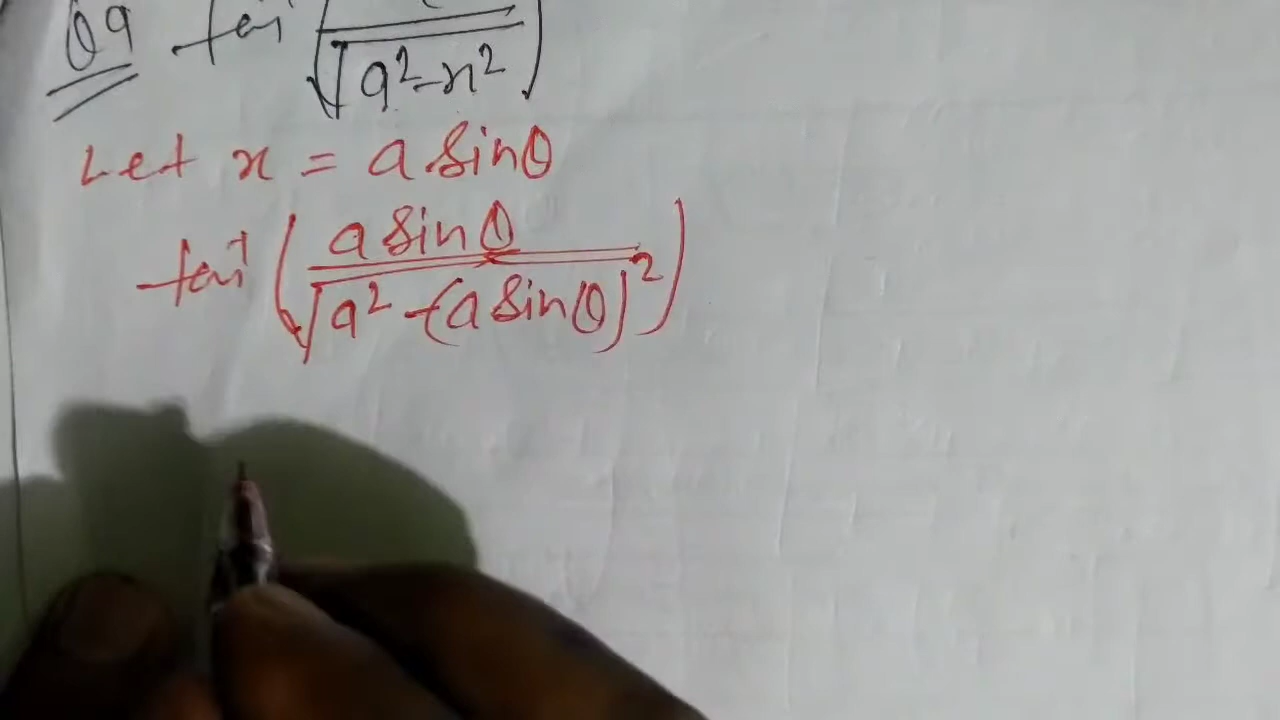 Q9 tan⁻¹ ( / √(a²-x²) )
Let x = a sinθ
tan⁻¹ ( a sinθ / √(a² - (a sinθ)²) )